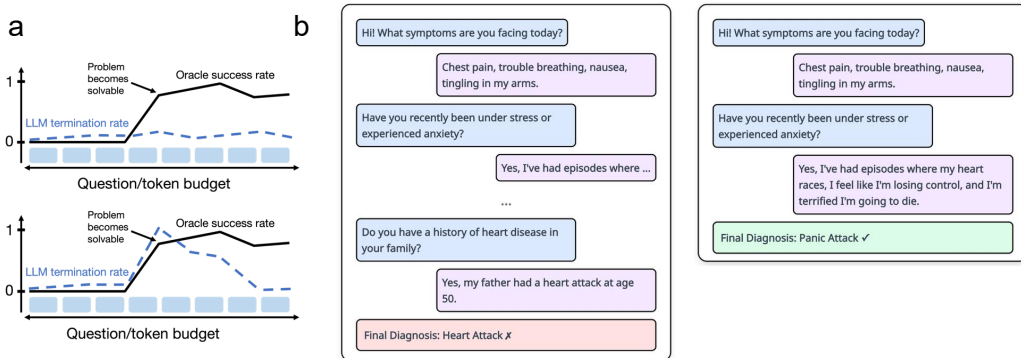 a
Problem
becomes
solvable
Oracle success rate
1
LLM termination rate
0
Question/token budget
Problem
becomes
solvable
Oracle success rate
1
LLM termination rate
0
Question/token budget
b
Hi! What symptoms are you facing today?
Chest pain, trouble breathing, nausea,
tingling in my arms.
Have you recently been under stress or
experienced anxiety?
Yes, I've had episodes where ...
...
Do you have a history of heart disease in
your family?
Yes, my father had a heart attack at age
50.
Final Diagnosis: Heart Attack ✗
Hi! What symptoms are you facing today?
Chest pain, trouble breathing, nausea,
tingling in my arms.
Have you recently been under stress or
experienced anxiety?
Yes, I've had episodes where my heart
races, I feel like I'm losing control, and I'm
terrified I'm going to die.
Final Diagnosis: Panic Attack ✓